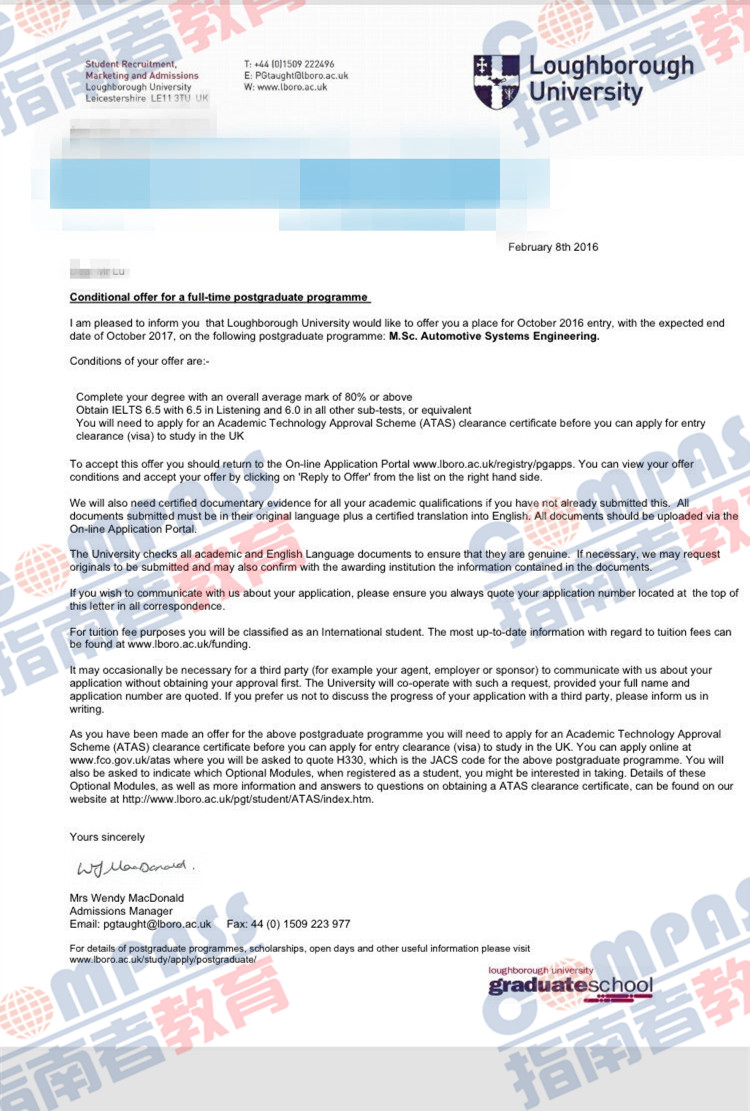 Student Recruitment,
Marketing and Admissions
Loughborough University
Leicestershire LE11 3TU UK
T: +44 (0)1509 222496
E: PGtaught@lboro.ac.uk
W: www.lboro.ac.uk
Loughborough
University
February 8th 2016
Lu
Conditional offer for a full-time postgraduate programme
I am pleased to inform you that Loughborough University would like to offer you a place for October 2016 entry, with the expected end
date of October 2017, on the following postgraduate programme: M.Sc. Automotive Systems Engineering.
Conditions of your offer are:-
Complete your degree with an overall average mark of 80% or above
Obtain IELTS 6.5 with 6.5 in Listening and 6.0 in all other sub-tests, or equivalent
You will need to apply for an Academic Technology Approval Scheme (ATAS) clearance certificate before you can apply for entry
clearance (visa) to study in the UK
To accept this offer you should return to the On-line Application Portal www.lboro.ac.uk/registry/pgapps. You can view your offer
conditions and accept your offer by clicking on 'Reply to Offer' from the list on the right hand side.
We will also need certified documentary evidence for all your academic qualifications if you have not already submitted this. All
documents submitted must be in their original language plus a certified translation into English. All documents should be uploaded via the
On-line Application Portal.
The University checks all academic and English Language documents to ensure that they are genuine. If necessary, we may request
originals to be submitted and may also confirm with the awarding institution the information contained in the documents.
If you wish to communicate with us about your application, please ensure you always quote your application number located at the top of
this letter in all correspondence.
For tuition fee purposes you will be classified as an International student. The most up-to-date information with regard to tuition fees can
be found at www.lboro.ac.uk/funding.
It may occasionally be necessary for a third party (for example your agent, employer or sponsor) to communicate with us about your
application without obtaining your approval first. The University will co-operate with such a request, provided your full name and
application number are quoted. If you prefer us not to discuss the progress of your application with a third party, please inform us in
writing.
As you have been made an offer for the above postgraduate programme you will need to apply for an Academic Technology Approval
Scheme (ATAS) clearance certificate before you can apply for entry clearance (visa) to study in the UK. You can apply online at
www.fco.gov.uk/atas where you will be asked to quote H330, which is the JACS code for the above postgraduate programme. You will
also be asked to indicate which Optional Modules, when registered as a student, you might be interested in taking. Details of these
Optional Modules, as well as more information and answers to questions on obtaining a ATAS clearance certificate, can be found on our
website at http://www.lboro.ac.uk/pgt/student/ATAS/index.htm.
Yours sincerely
WJ MacDonald.
Mrs Wendy MacDonald
Admissions Manager
Email: pgtaught@lboro.ac.uk Fax: 44 (0) 1509 223 977
For details of postgraduate programmes, scholarships, open days and other useful information please visit
www.lboro.ac.uk/study/apply/postgraduate/
loughborough university
graduateschool
COMPASS
指南者教育